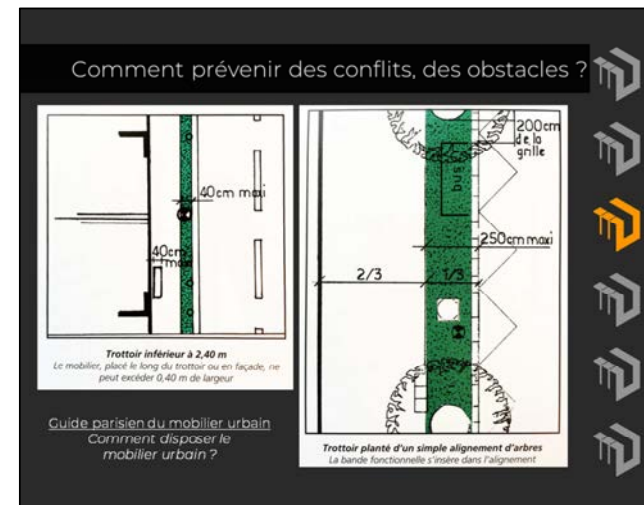 Comment prévenir des conflits, des obstacles ?
40cm maxi
40cm
maxi
Trottoir inférieur à 2,40 m
Le mobilier, placé le long du trottoir ou en façade, ne
peut excéder 0,40 m de largeur
Guide parisien du mobilier urbain
Comment disposer le
mobilier urbain ?
200cm
de la
grille
bus
250cm maxi
2/3
1/3
Trottoir planté d'un simple alignement d'arbres
La bande fonctionnelle s'insère dans l'alignement